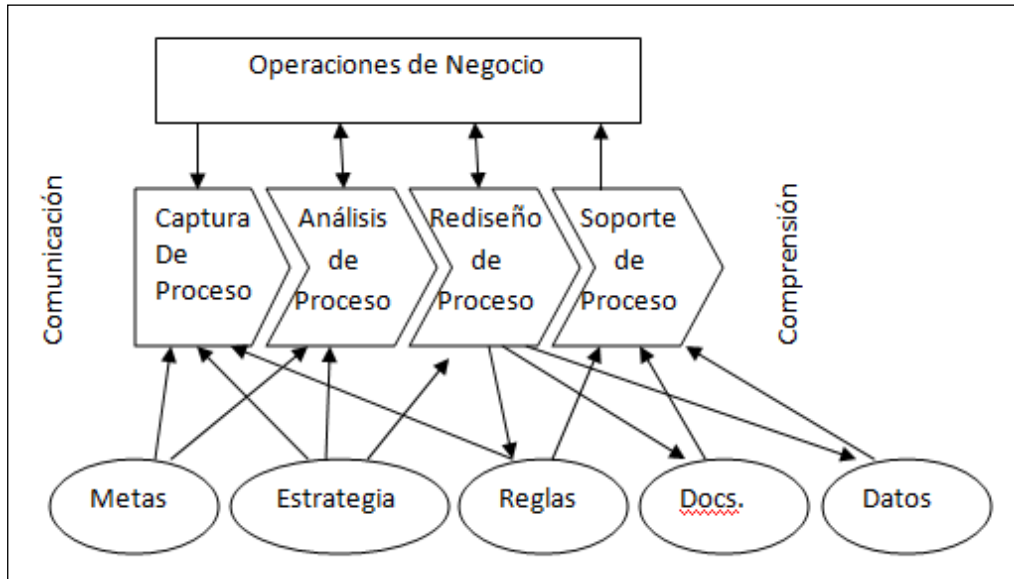 Operaciones de Negocio
Comunicación
Captura
De
Proceso
Análisis
de
Proceso
Rediseño
de
Proceso
Soporte
de
Proceso
Comprensión
Metas
Estrategia
Reglas
Docs.
Datos